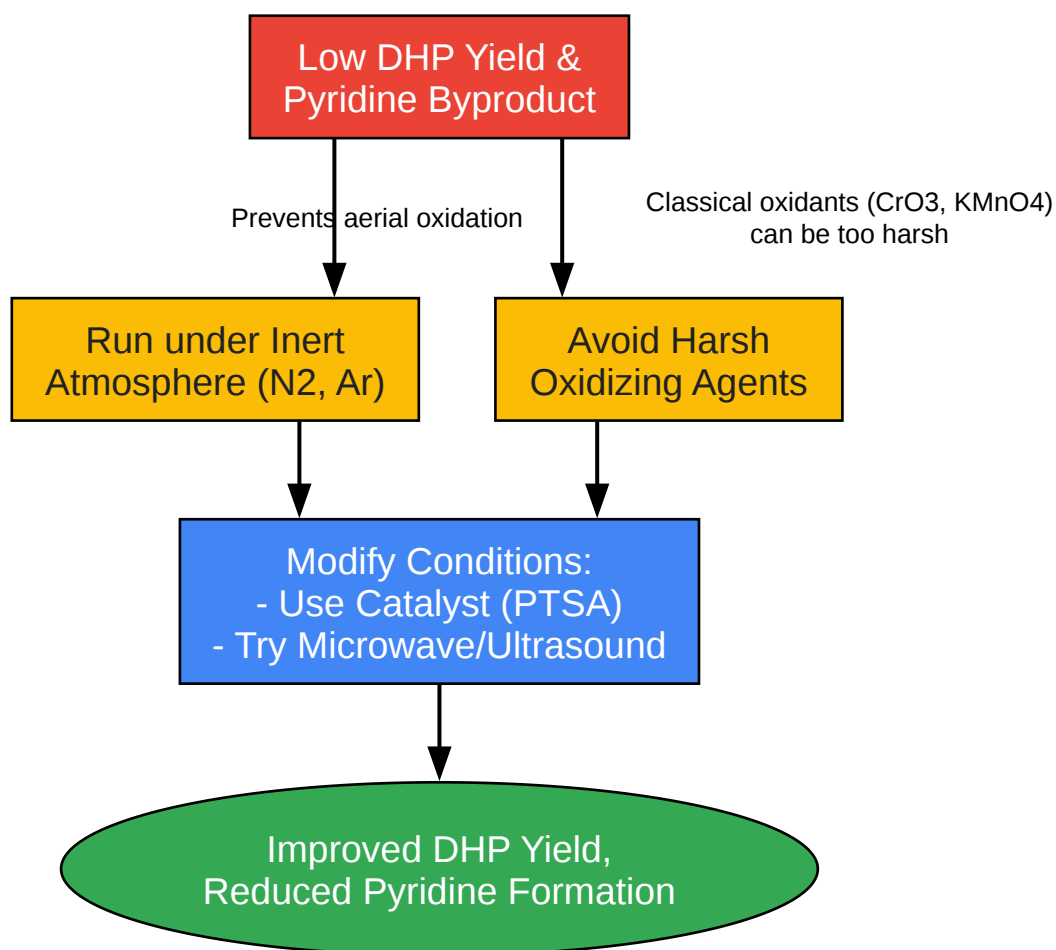 Low DHP Yield &
Pyridine Byproduct
Prevents aerial oxidation
Classical oxidants (CrO3, KMnO4)
can be too harsh
Run under Inert
Atmosphere (N2, Ar)
Avoid Harsh
Oxidizing Agents
Modify Conditions:
- Use Catalyst (PTSA)
- Try Microwave/Ultrasound
Improved DHP Yield,
Reduced Pyridine Formation